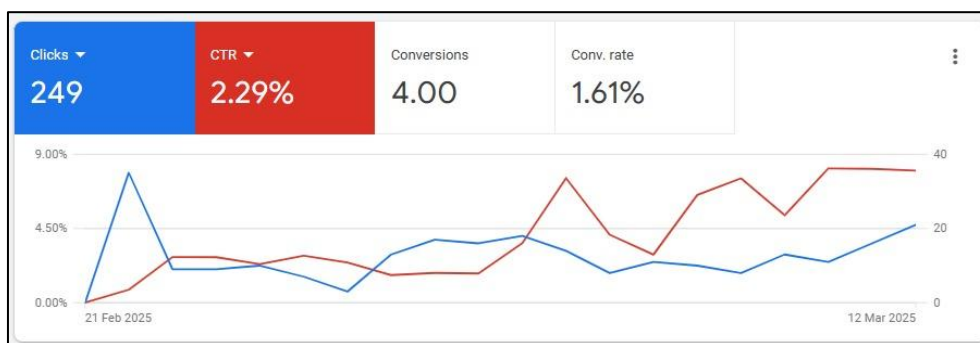 Clicks
249
CTR
2.29%
Conversions
4.00
Conv. rate
1.61%
9.00%
40
4.50%
20
0.00%
0
21 Feb 2025
12 Mar 2025